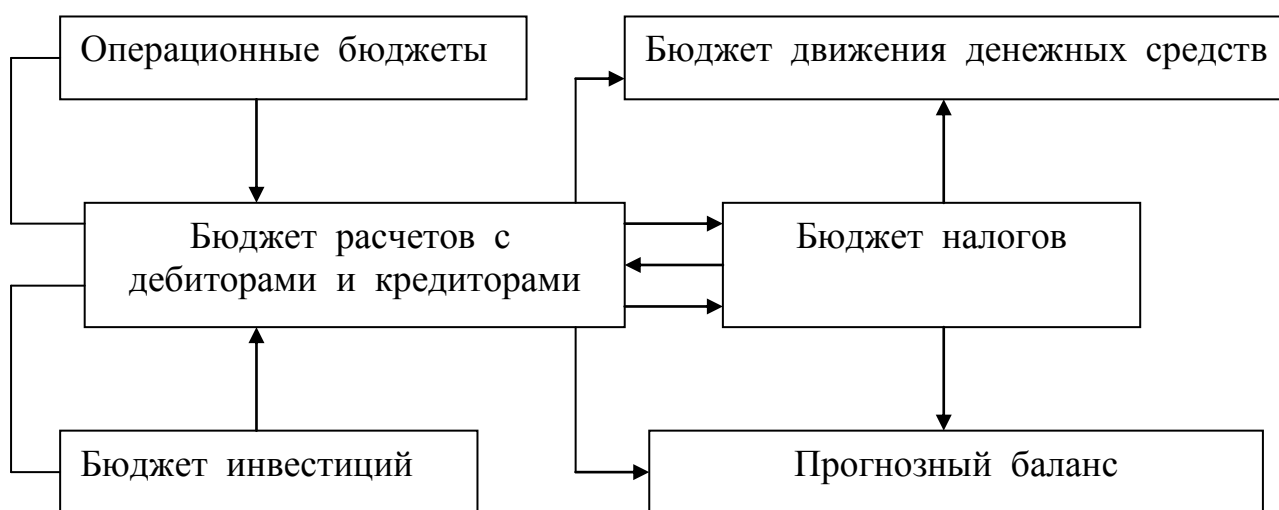 Операционные бюджеты
Бюджет движения денежных средств
Бюджет расчетов с
дебиторами и кредиторами
Бюджет налогов
Бюджет инвестиций
Прогнозный баланс